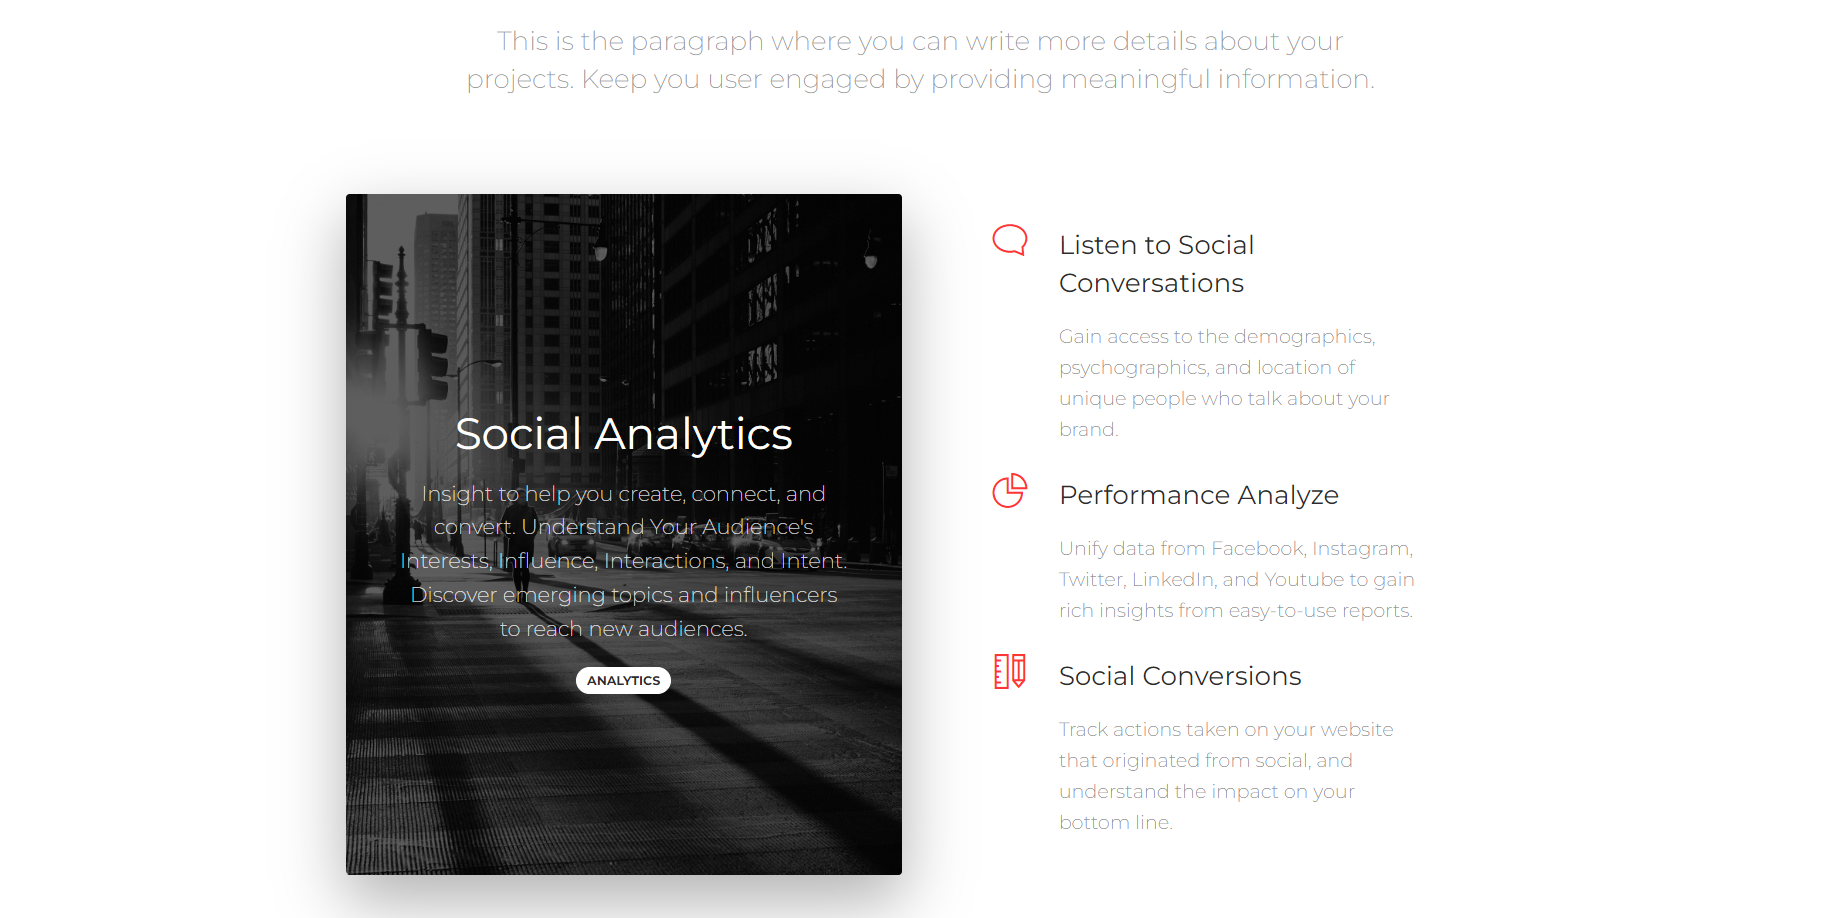 This is the paragraph where you can write more details about your
projects. Keep you user engaged by providing meaningful information.
Social Analytics
Insight to help you create, connect, and
convert. Understand Your Audience's
Interests, Influence, Interactions, and Intent.
Discover emerging topics and influencers
to reach new audiences.
ANALYTICS
Listen to Social
Conversations
Gain access to the demographics,
psychographics, and location of
unique people who talk about your
brand.
Performance Analyze
Unify data from Facebook, Instagram,
Twitter, LinkedIn, and Youtube to gain
rich insights from easy-to-use reports.
Social Conversions
Track actions taken on your website
that originated from social, and
understand the impact on your
bottom line.